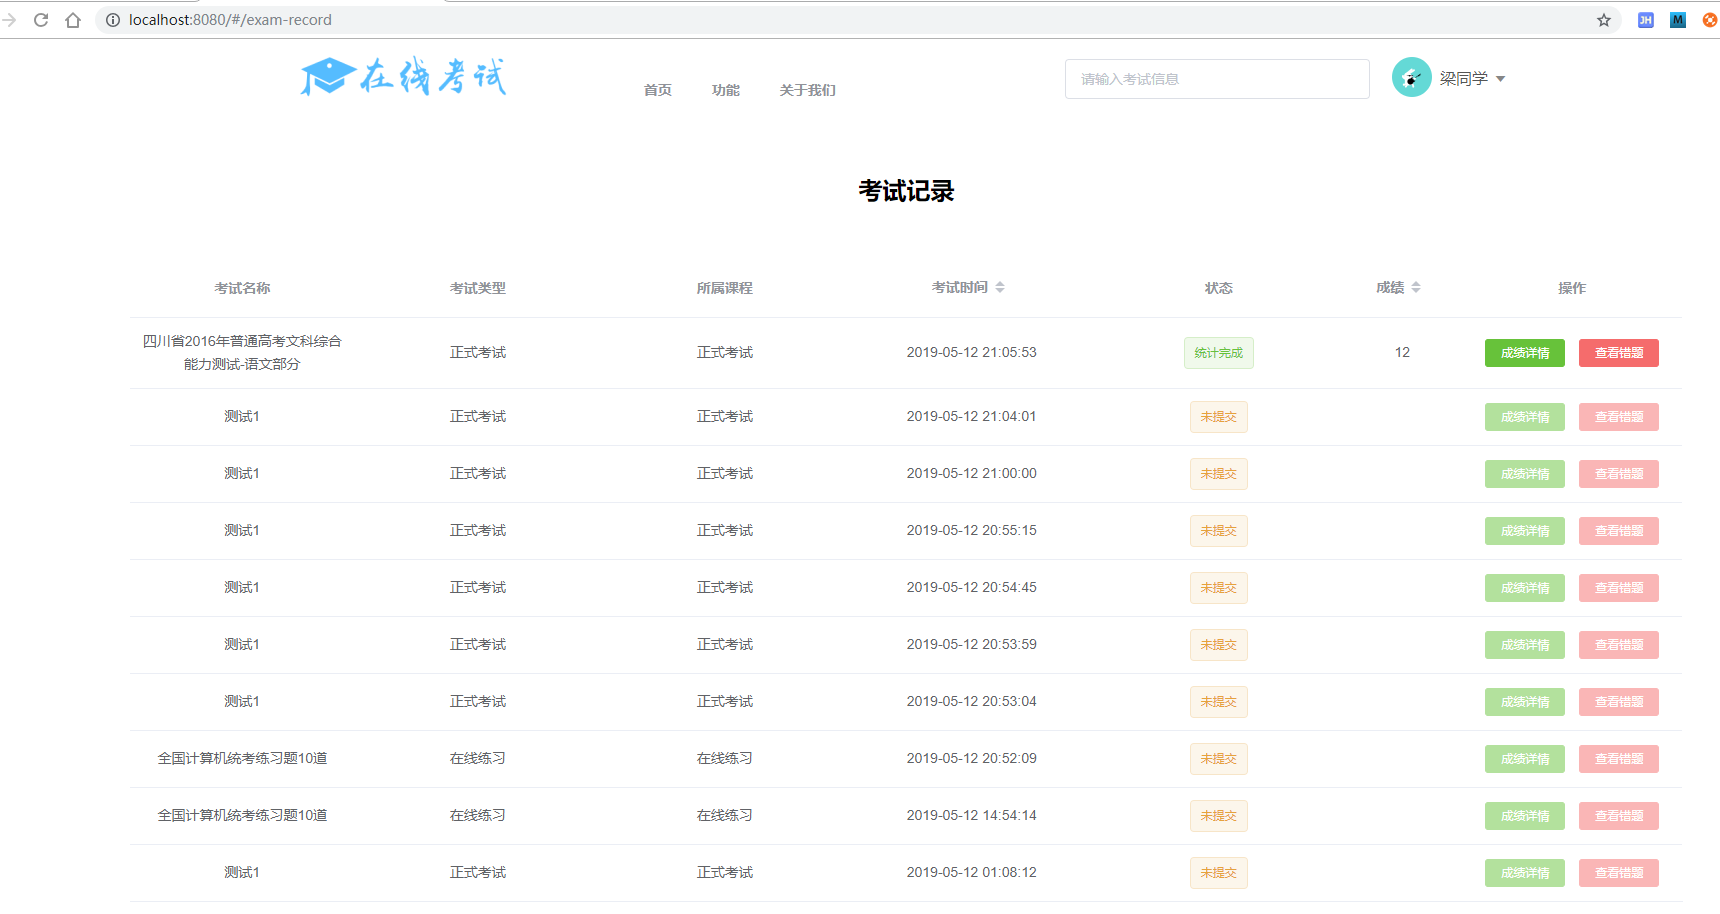 localhost:8080/#/exam-record
JH
M
在线考试
首页 功能 关于我们
请输入考试信息
梁同学
考试记录
考试名称 考试类型 所属课程 考试时间 状态 成绩 操作
四川省2016年普通高考文科综合
能力测试-语文部分 正式考试 正式考试 2019-05-12 21:05:53 统计完成 12 成绩详情 查看错题
测试1 正式考试 正式考试 2019-05-12 21:04:01 未提交 成绩详情 查看错题
测试1 正式考试 正式考试 2019-05-12 21:00:00 未提交 成绩详情 查看错题
测试1 正式考试 正式考试 2019-05-12 20:55:15 未提交 成绩详情 查看错题
测试1 正式考试 正式考试 2019-05-12 20:54:45 未提交 成绩详情 查看错题
测试1 正式考试 正式考试 2019-05-12 20:53:59 未提交 成绩详情 查看错题
测试1 正式考试 正式考试 2019-05-12 20:53:04 未提交 成绩详情 查看错题
全国计算机统考练习题10道 在线练习 在线练习 2019-05-12 20:52:09 未提交 成绩详情 查看错题
全国计算机统考练习题10道 在线练习 在线练习 2019-05-12 14:54:14 未提交 成绩详情 查看错题
测试1 正式考试 正式考试 2019-05-12 01:08:12 未提交 成绩详情 查看错题